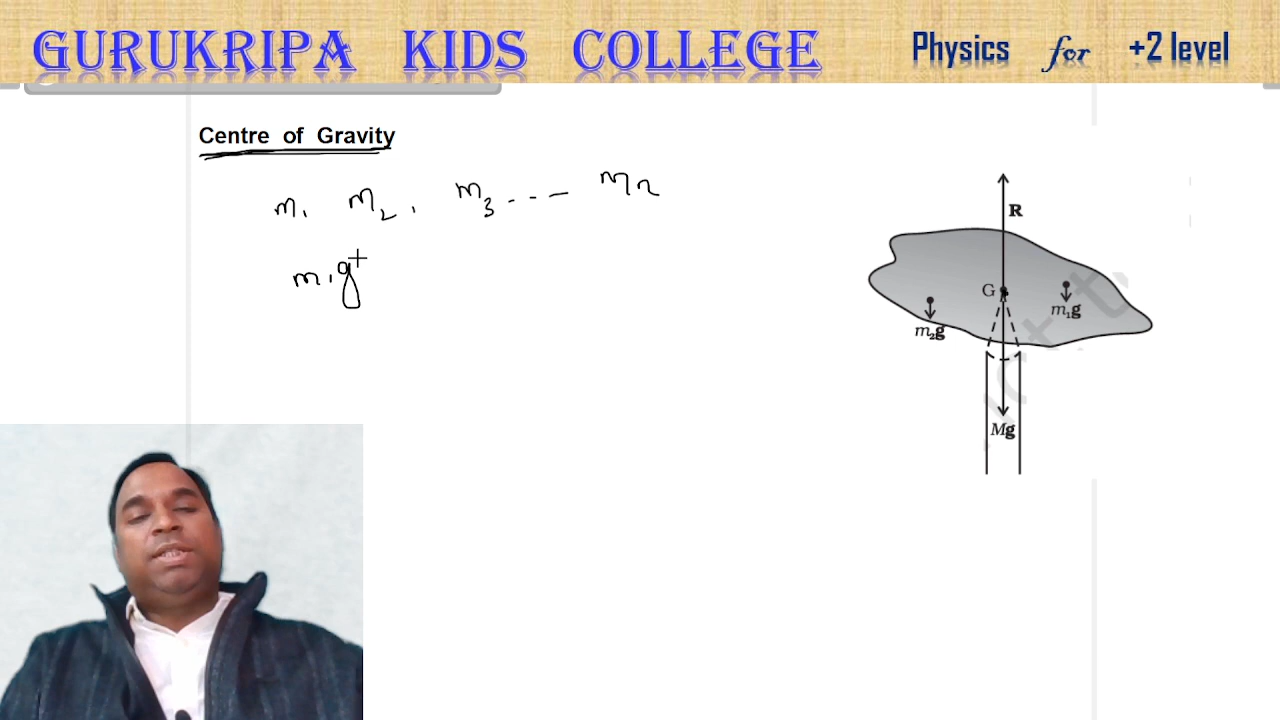 GURUKRIPA KIDS COLLEGE
Physics for +2 level
Centre of Gravity
m₁ m₂, m₃ ... mn
m₁g+
R
G
m₁g
m₂g
Mg